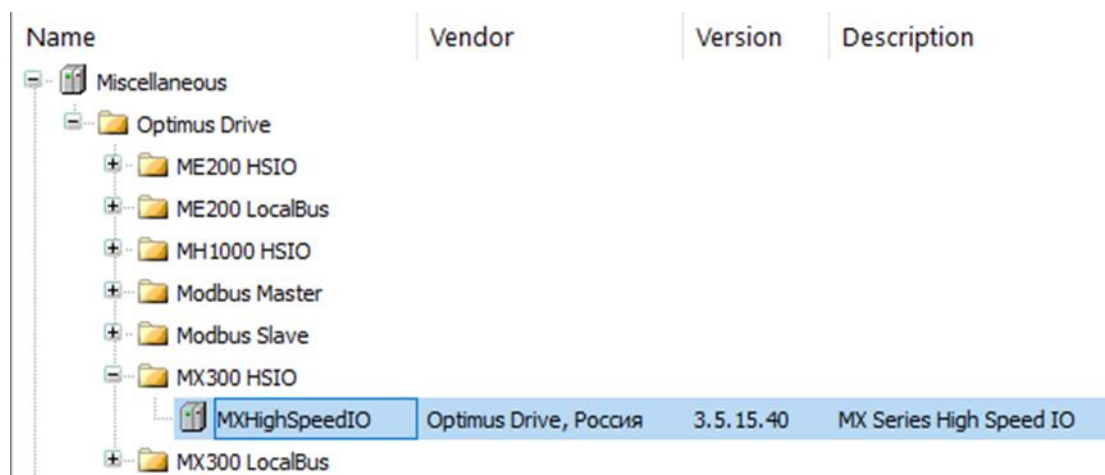 Name Vendor Version Description
Miscellaneous
Optimus Drive
ME200 HSIO
ME200 LocalBus
MH1000 HSIO
Modbus Master
Modbus Slave
MX300 HSIO
MXHighSpeedIO Optimus Drive, Россия 3.5.15.40 MX Series High Speed IO
MX300 LocalBus